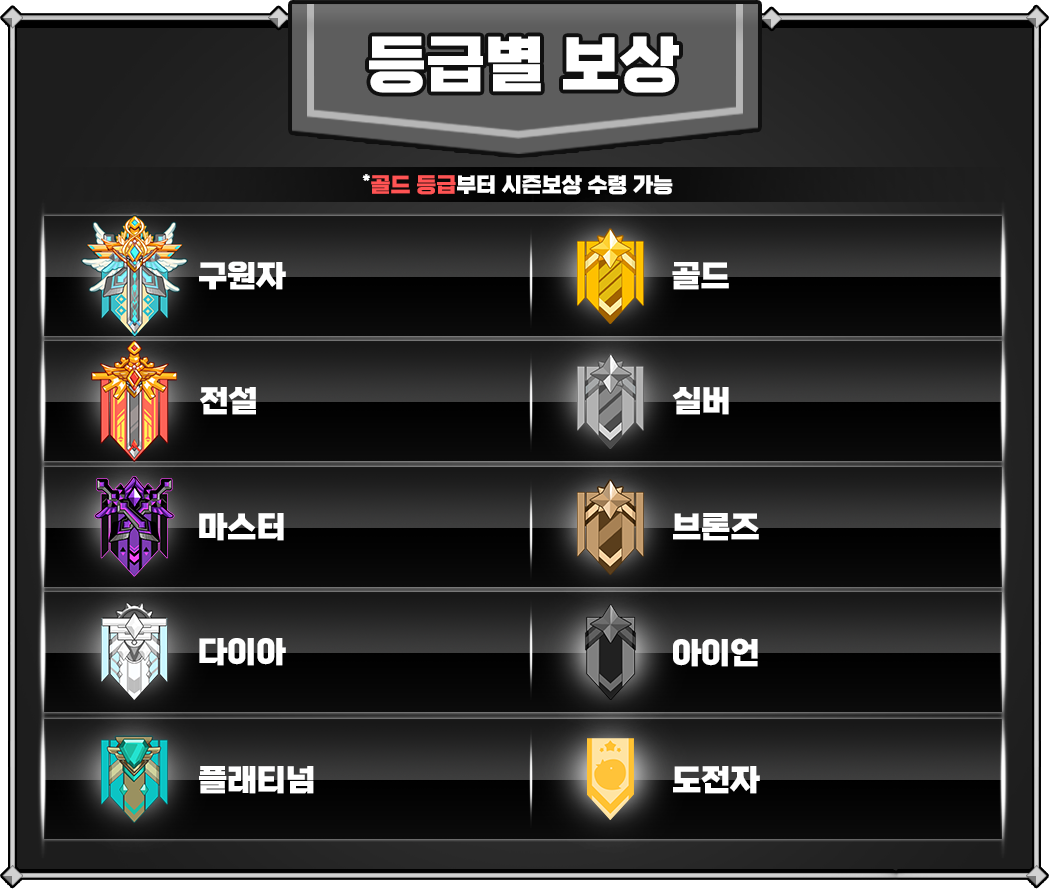 등급별 보상
*골드 등급부터 시즌보상 수령 가능
구원자
골드
전설
실버
마스터
브론즈
다이아
아이언
플래티넘
도전자